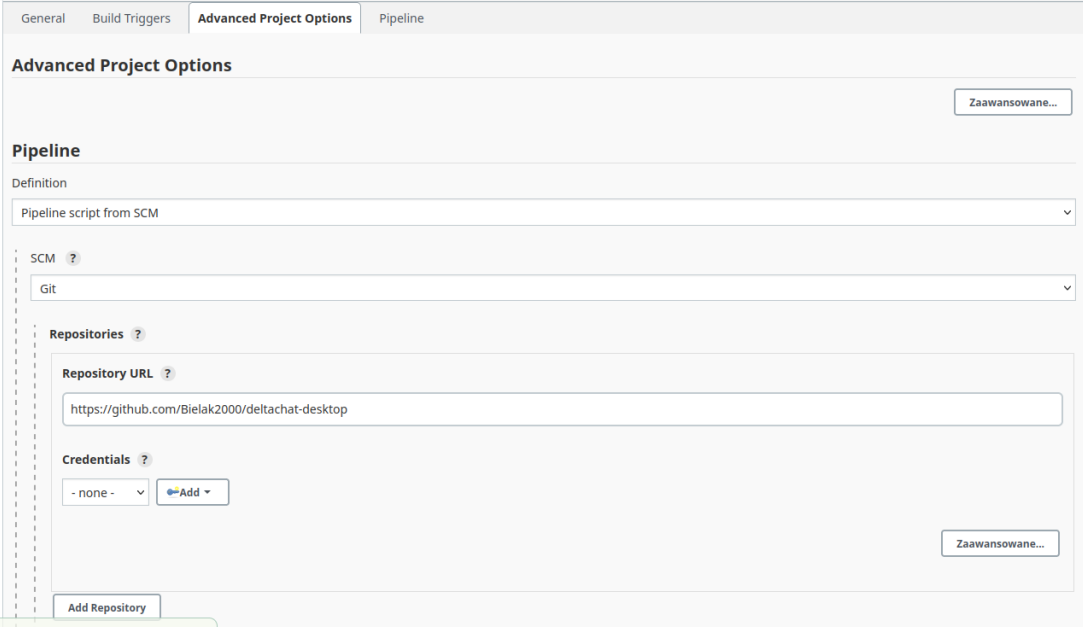 General Build Triggers Advanced Project Options Pipeline
Advanced Project Options
Zaawansowane...
Pipeline
Definition
Pipeline script from SCM
SCM ?
Git
Repositories ?
Repository URL ?
https://github.com/Bielak2000/deltachat-desktop
Credentials ?
- none - Add
Zaawansowane...
Add Repository